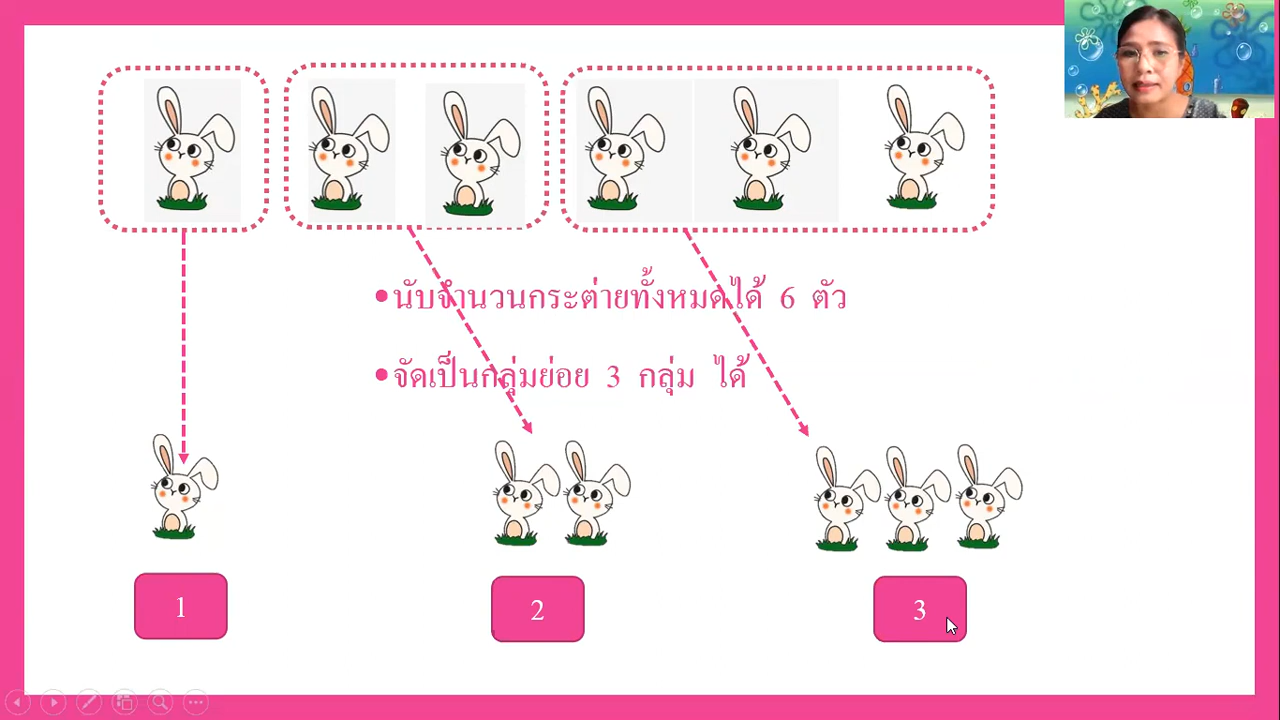 •นับจำนวนกระต่ายทั้งหมดได้ 6 ตัว
•จัดเป็นกลุ่มย่อย 3 กลุ่ม ได้
1 2 3